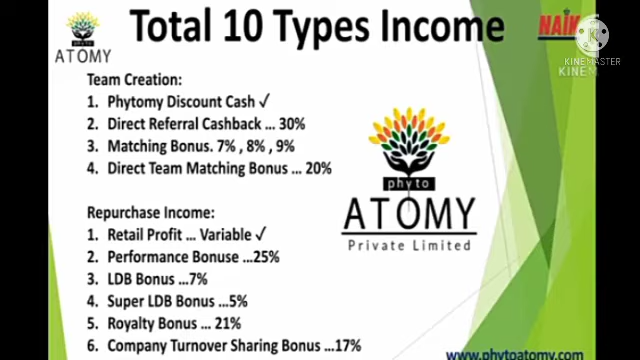 Total 10 Types Income
phyto
ATOMY
NAIK
KINEMASTER
KINEM
Team Creation:
1. Phytomy Discount Cash ✓
2. Direct Referral Cashback ... 30%
3. Matching Bonus. 7% , 8% , 9%
4. Direct Team Matching Bonus ... 20%
phyto
ATOMY
Private Limited
Repurchase Income:
1. Retail Profit ... Variable ✓
2. Performance Bonuse ...25%
3. LDB Bonus ...7%
4. Super LDB Bonus ...5%
5. Royalty Bonus ... 21%
6. Company Turnover Sharing Bonus ...17%
www.phytoatomy.com